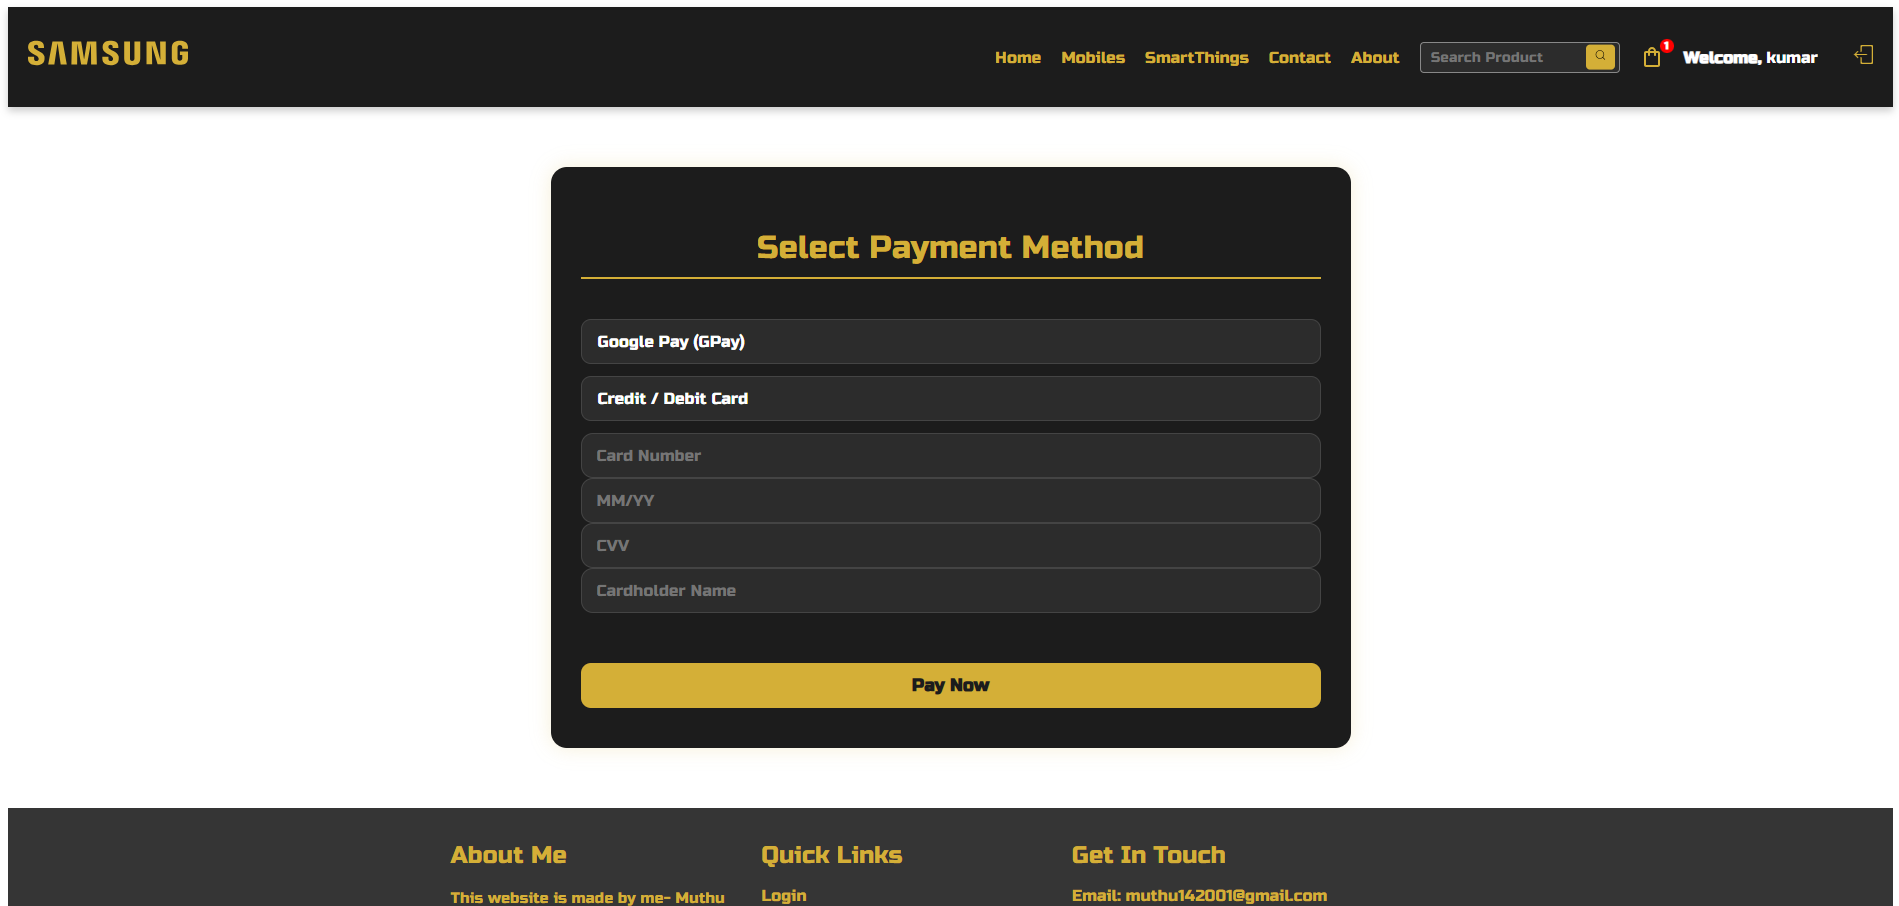 SAMSUNG
Home Mobiles SmartThings Contact About Search Product 1 Welcome, kumar
Select Payment Method
Google Pay (GPay)
Credit / Debit Card
Card Number
MM/YY
CVV
Cardholder Name
Pay Now
About Me Quick Links Get In Touch
This website is made by me- Muthu Login Email: muthu142001@gmail.com